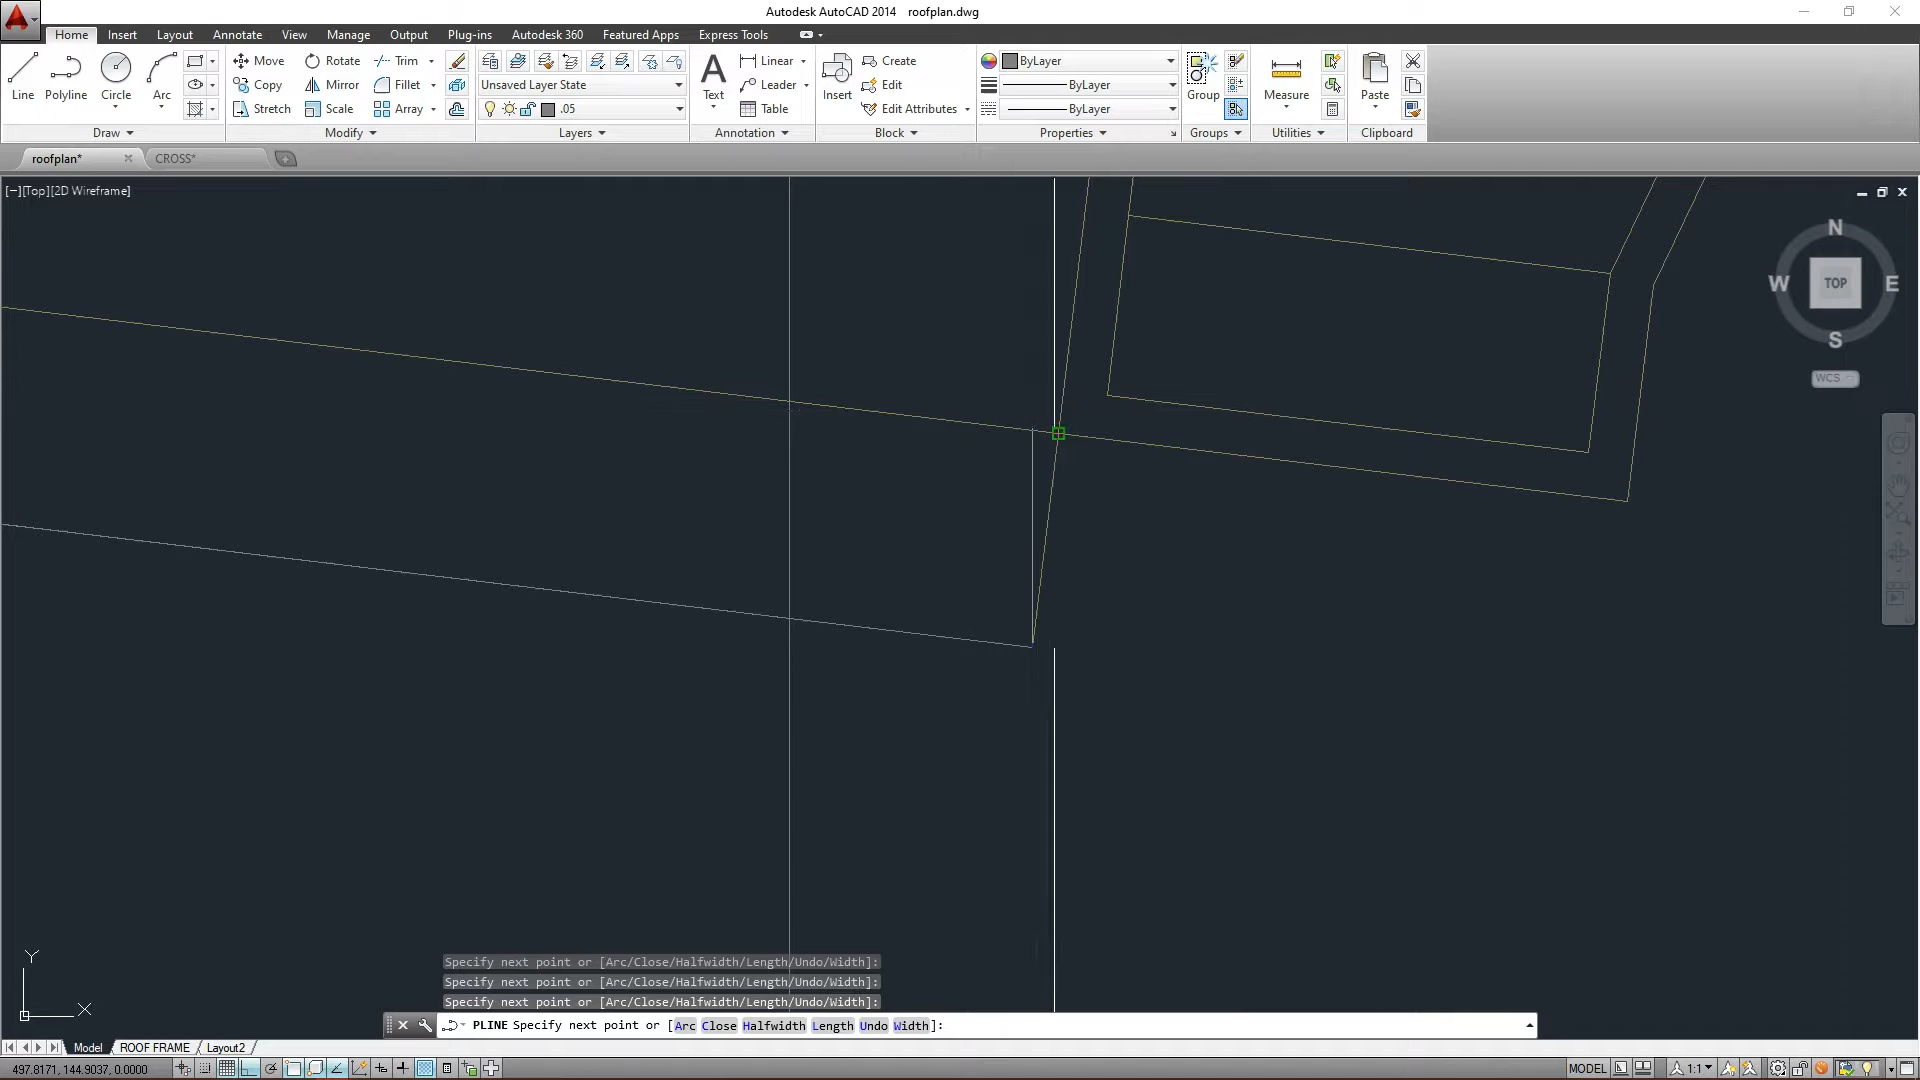 Autodesk AutoCAD 2014 roofplan.dwg
Home Insert Layout Annotate View Manage Output Plug-ins Autodesk 360 Featured Apps Express Tools
Line Polyline Circle Arc
Move Rotate Trim
Copy Mirror Fillet
Stretch Scale Array
Unsaved Layer State
.05
Text
Linear
Leader
Table
Insert
Create
Edit
Edit Attributes
ByLayer
ByLayer
ByLayer
Group
Measure
Paste
Draw Modify Layers Annotation Block Properties Groups Utilities Clipboard
roofplan* CROSS*
[−][Top][2D Wireframe]
N
W TOP E
S
WCS
Y
X
Specify next point or [Arc/Close/Halfwidth/Length/Undo/Width]:
Specify next point or [Arc/Close/Halfwidth/Length/Undo/Width]:
Specify next point or [Arc/Close/Halfwidth/Length/Undo/Width]:
PLINE Specify next point or [Arc Close Halfwidth Length Undo Width]:
Model ROOF FRAME Layout2
497.8171, 144.9037, 0.0000 MODEL 1:1